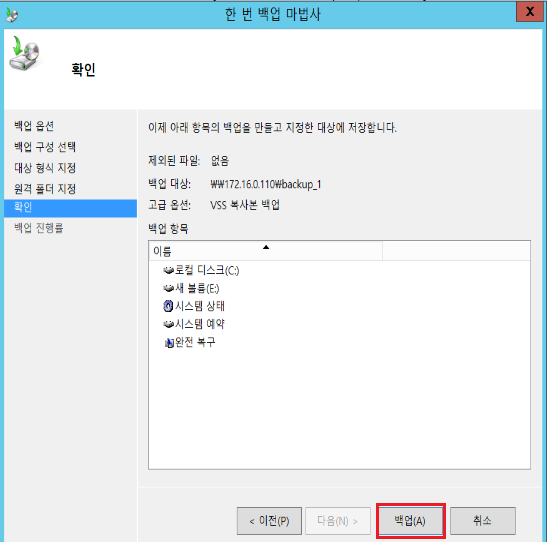 한 번 백업 마법사
X
확인
백업 옵션
백업 구성 선택
대상 형식 지정
원격 폴더 지정
확인
백업 진행률
이제 아래 항목의 백업을 만들고 지정한 대상에 저장합니다.
제외된 파일: 없음
백업 대상: ₩₩172.16.0.110₩backup_1
고급 옵션: VSS 복사본 백업
백업 항목
이름
로컬 디스크(C:)
새 볼륨(E:)
시스템 상태
시스템 예약
완전 복구
< 이전(P)
다음(N) >
백업(A)
취소